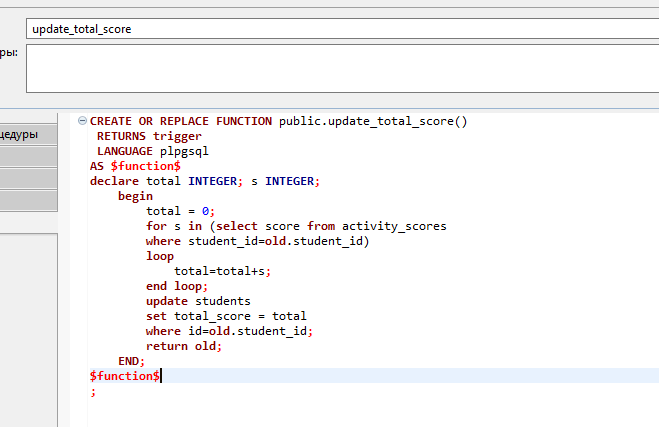 update_total_score
ры:
цедуры
CREATE OR REPLACE FUNCTION public.update_total_score()
RETURNS trigger
LANGUAGE plpgsql
AS $function$
declare total INTEGER; s INTEGER;
begin
total = 0;
for s in (select score from activity_scores
where student_id=old.student_id)
loop
total=total+s;
end loop;
update students
set total_score = total
where id=old.student_id;
return old;
END;
$function$
;